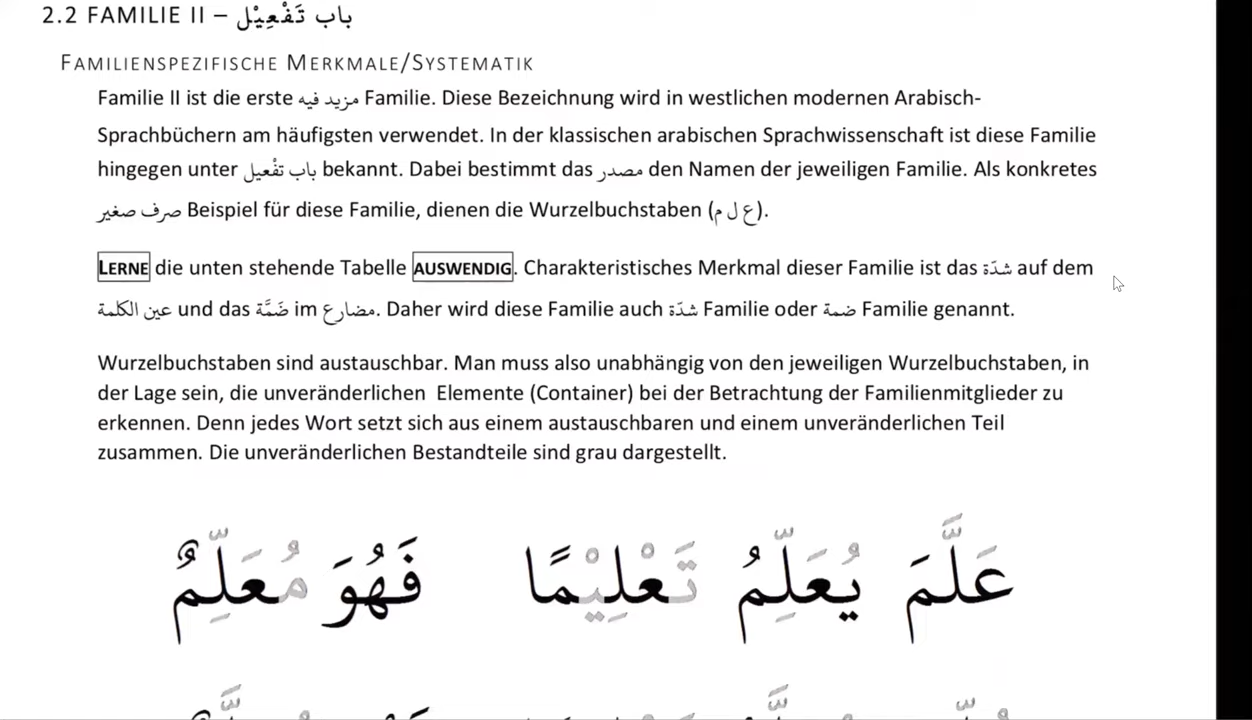 2.2 FAMILIE II – باب تَفْعِيْل
FAMILIENSPEZIFISCHE MERKMALE/SYSTEMATIK
Familie II ist die erste مزيد فيه Familie. Diese Bezeichnung wird in westlichen modernen Arabisch-
Sprachbüchern am häufigsten verwendet. In der klassischen arabischen Sprachwissenschaft ist diese Familie
hingegen unter باب تفْعيل bekannt. Dabei bestimmt das مصدر den Namen der jeweiligen Familie. Als konkretes
صرف صغير Beispiel für diese Familie, dienen die Wurzelbuchstaben (ع ل م).
LERNE die unten stehende Tabelle AUSWENDIG. Charakteristisches Merkmal dieser Familie ist das شدّة auf dem
عين الكلمة und das ضَمَّة im مضارع. Daher wird diese Familie auch شدّة Familie oder ضمة Familie genannt.
Wurzelbuchstaben sind austauschbar. Man muss also unabhängig von den jeweiligen Wurzelbuchstaben, in
der Lage sein, die unveränderlichen Elemente (Container) bei der Betrachtung der Familienmitglieder zu
erkennen. Denn jedes Wort setzt sich aus einem austauschbaren und einem unveränderlichen Teil
zusammen. Die unveränderlichen Bestandteile sind grau dargestellt.
عَلَّمَ يُعَلِّمُ تَعْلِيْمًا فَهُوَ مُعَلِّمٌ